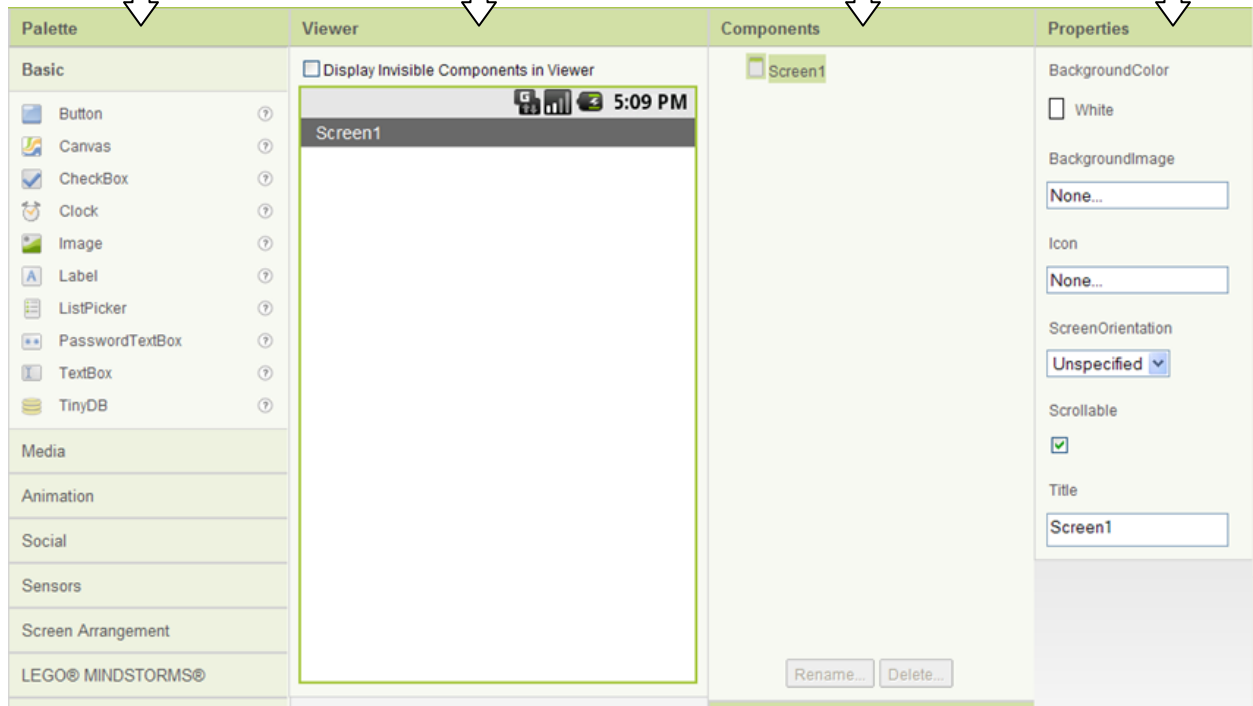 Palette
Basic
Button
Canvas
CheckBox
Clock
Image
Label
ListPicker
PasswordTextBox
TextBox
TinyDB
Media
Animation
Social
Sensors
Screen Arrangement
LEGO® MINDSTORMS®
Viewer
Display Invisible Components in Viewer
5:09 PM
Screen1
Components
Screen1
Rename... Delete...
Properties
BackgroundColor
White
BackgroundImage
None...
Icon
None...
ScreenOrientation
Unspecified
Scrollable
Title
Screen1